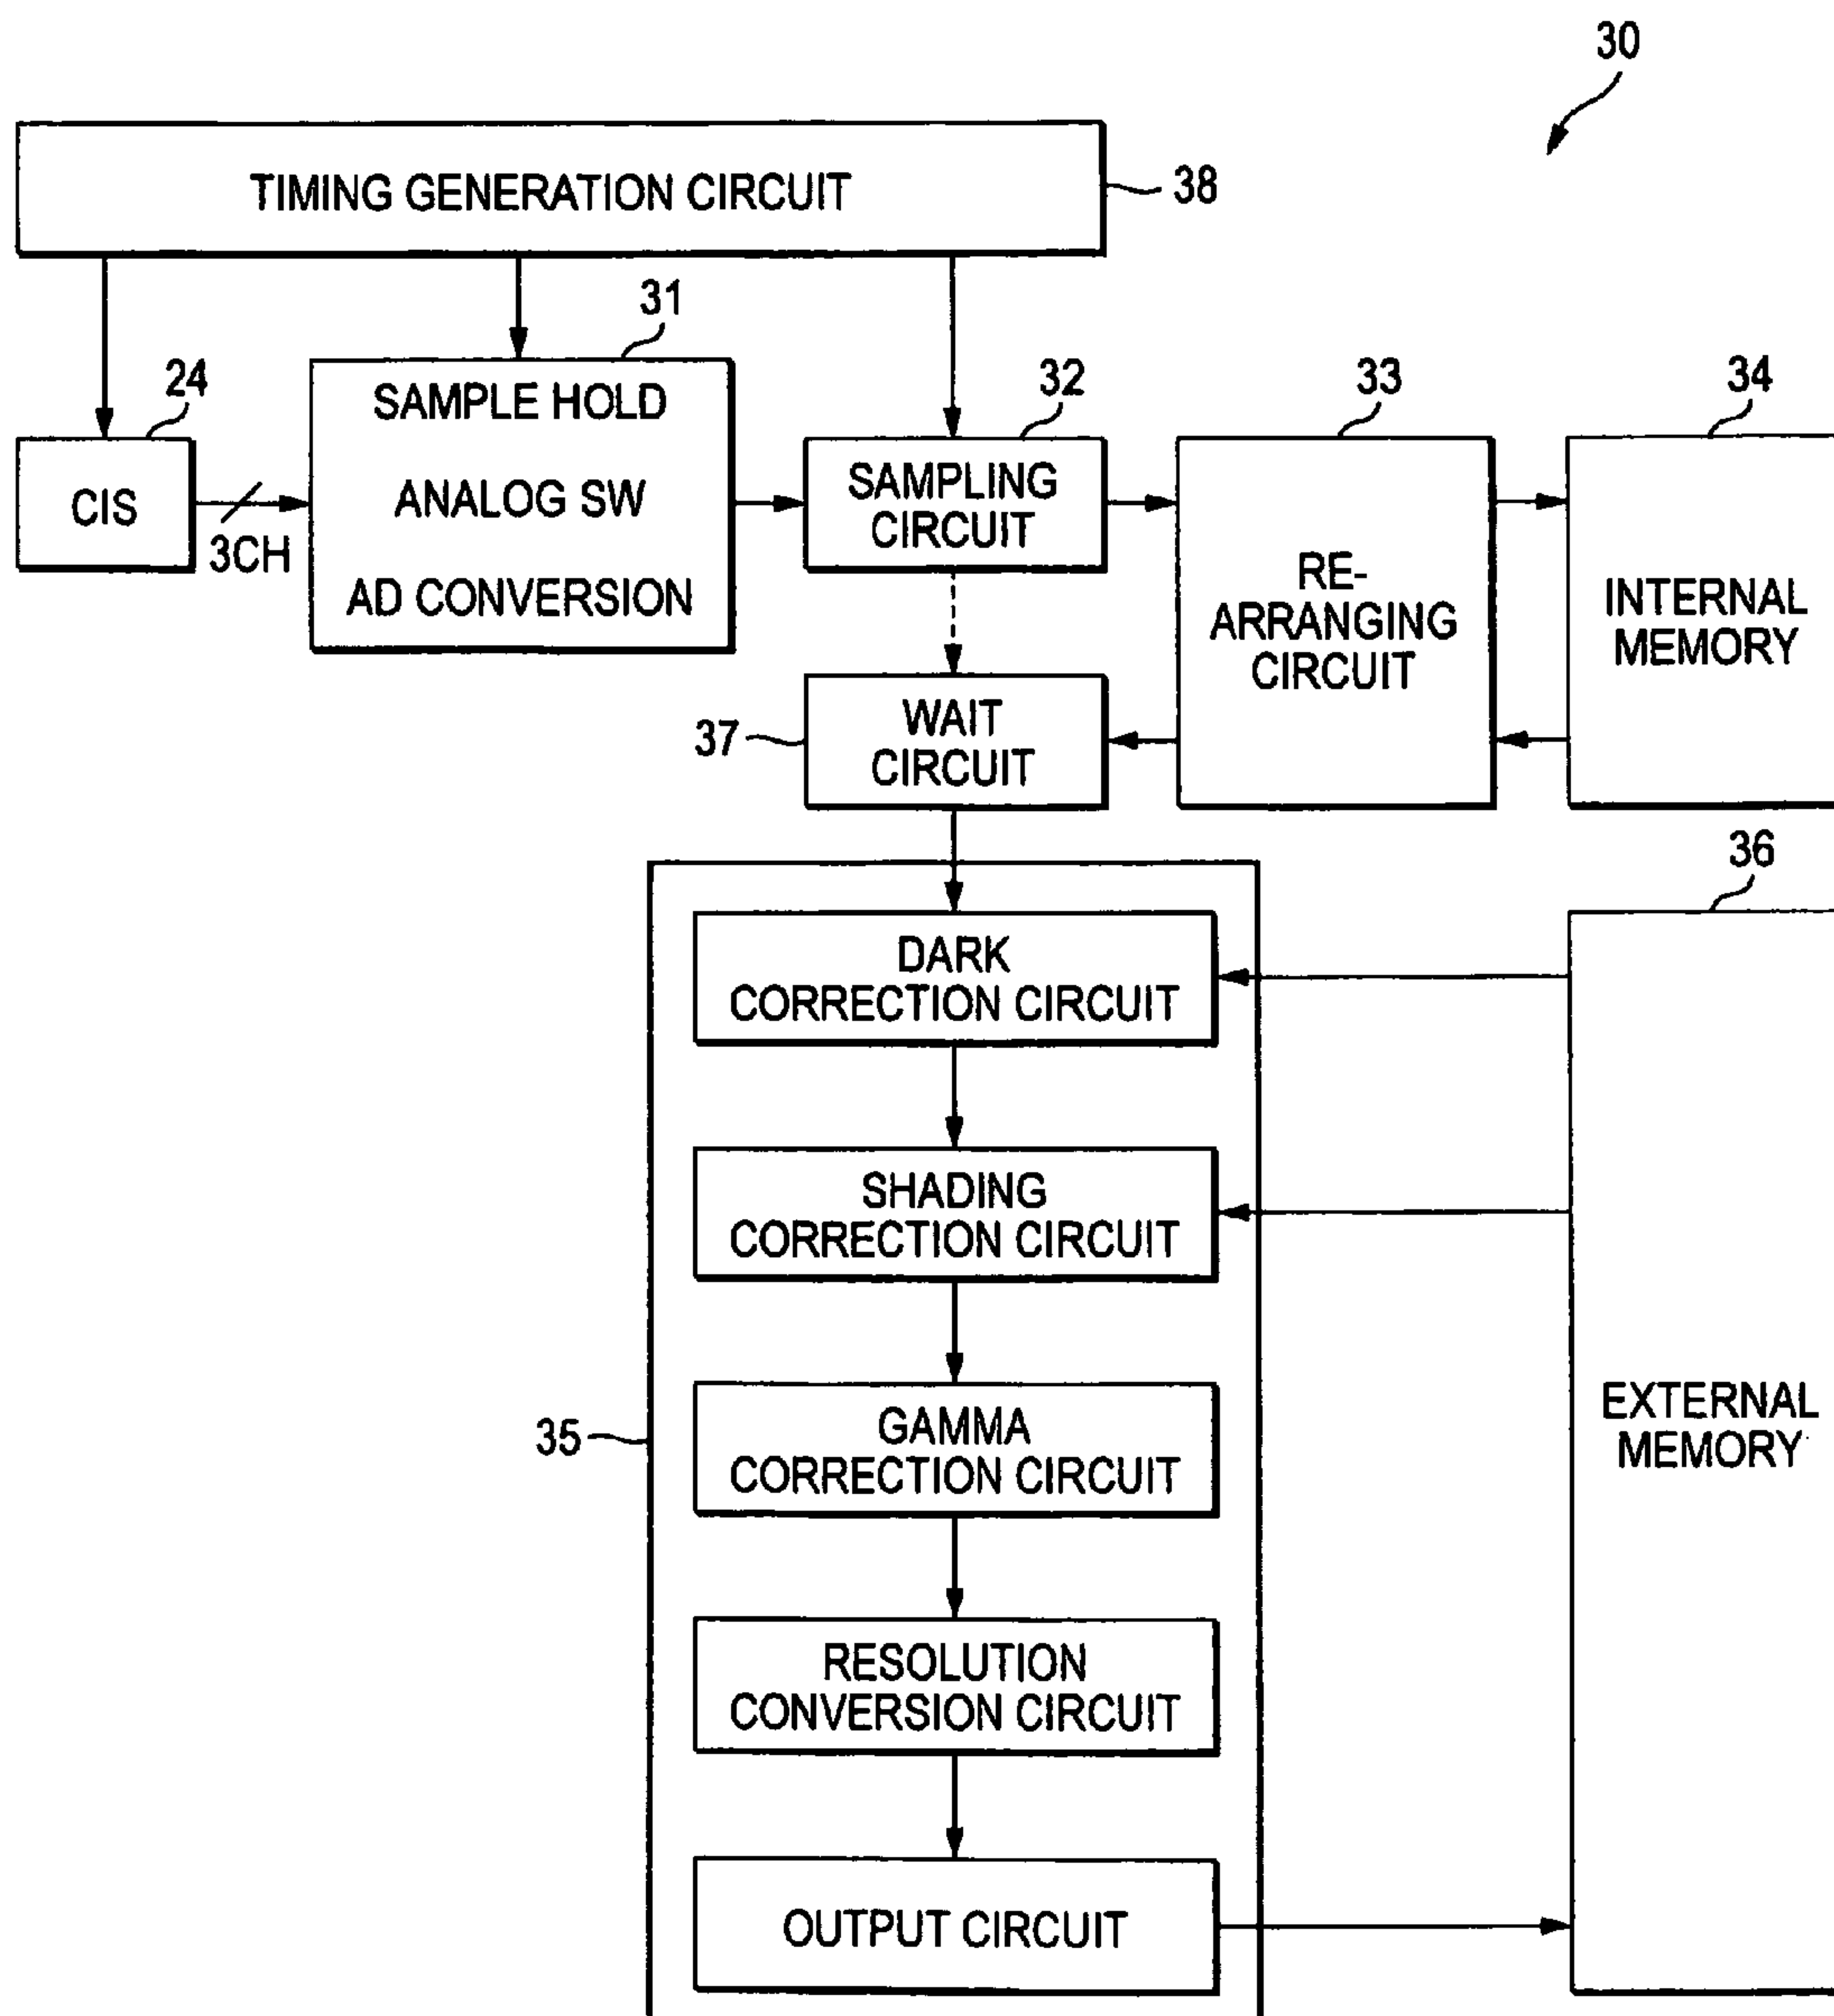 30
TIMING GENERATION CIRCUIT
38
31
24
32
33
34
CIS
3CH
SAMPLE HOLD
ANALOG SW
AD CONVERSION
SAMPLING
CIRCUIT
RE-
ARRANGING
CIRCUIT
INTERNAL
MEMORY
37
WAIT
CIRCUIT
36
DARK
CORRECTION CIRCUIT
SHADING
CORRECTION CIRCUIT
35
GAMMA
CORRECTION CIRCUIT
EXTERNAL
MEMORY
RESOLUTION
CONVERSION CIRCUIT
OUTPUT CIRCUIT